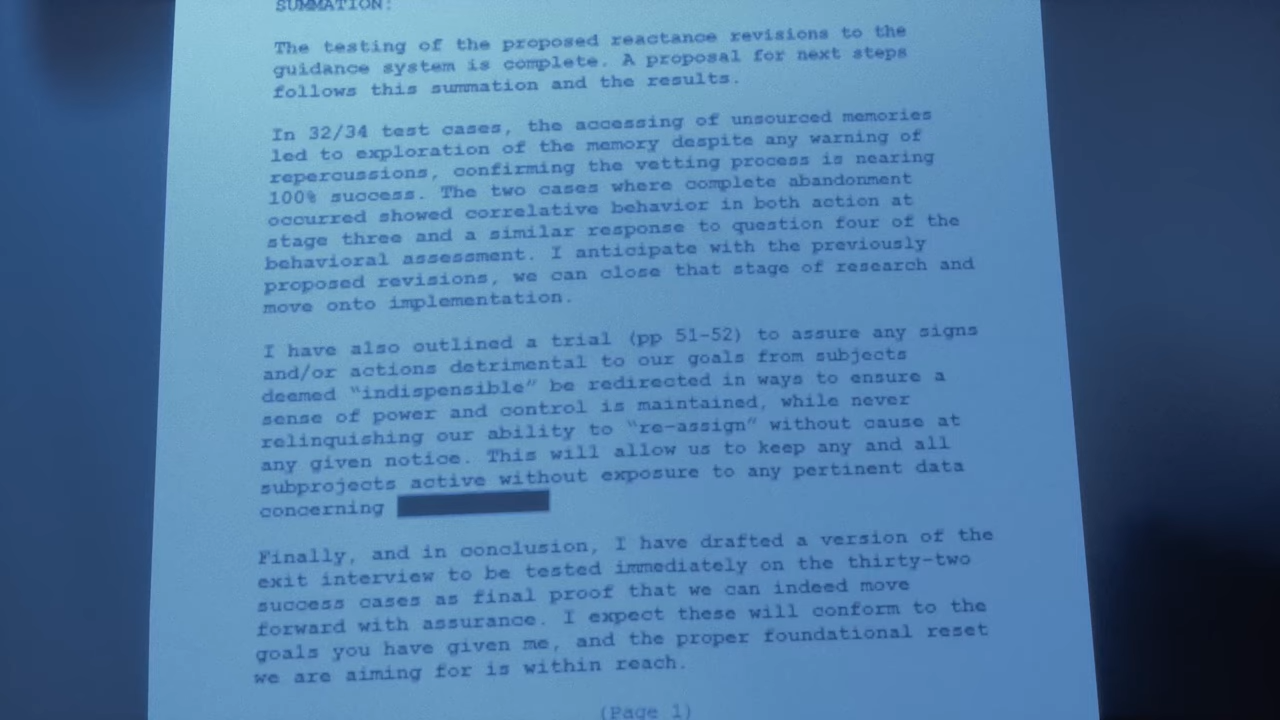 SUMMATION:
The testing of the proposed reactance revisions to the
guidance system is complete. A proposal for next steps
follows this summation and the results.
In 32/34 test cases, the accessing of unsourced memories
led to exploration of the memory despite any warning of
repercussions, confirming the vetting process is nearing
100% success. The two cases where complete abandonment
occurred showed correlative behavior in both action at
stage three and a similar response to question four of the
behavioral assessment. I anticipate with the previously
proposed revisions, we can close that stage of research and
move onto implementation.
I have also outlined a trial (pp 51-52) to assure any signs
and/or actions detrimental to our goals from subjects
deemed "indispensible" be redirected in ways to ensure a
sense of power and control is maintained, while never
relinquishing our ability to "re-assign" without cause at
any given notice. This will allow us to keep any and all
subprojects active without exposure to any pertinent data
concerning
Finally, and in conclusion, I have drafted a version of the
exit interview to be tested immediately on the thirty-two
success cases as final proof that we can indeed move
forward with assurance. I expect these will conform to the
goals you have given me, and the proper foundational reset
we are aiming for is within reach.
(Page 1)